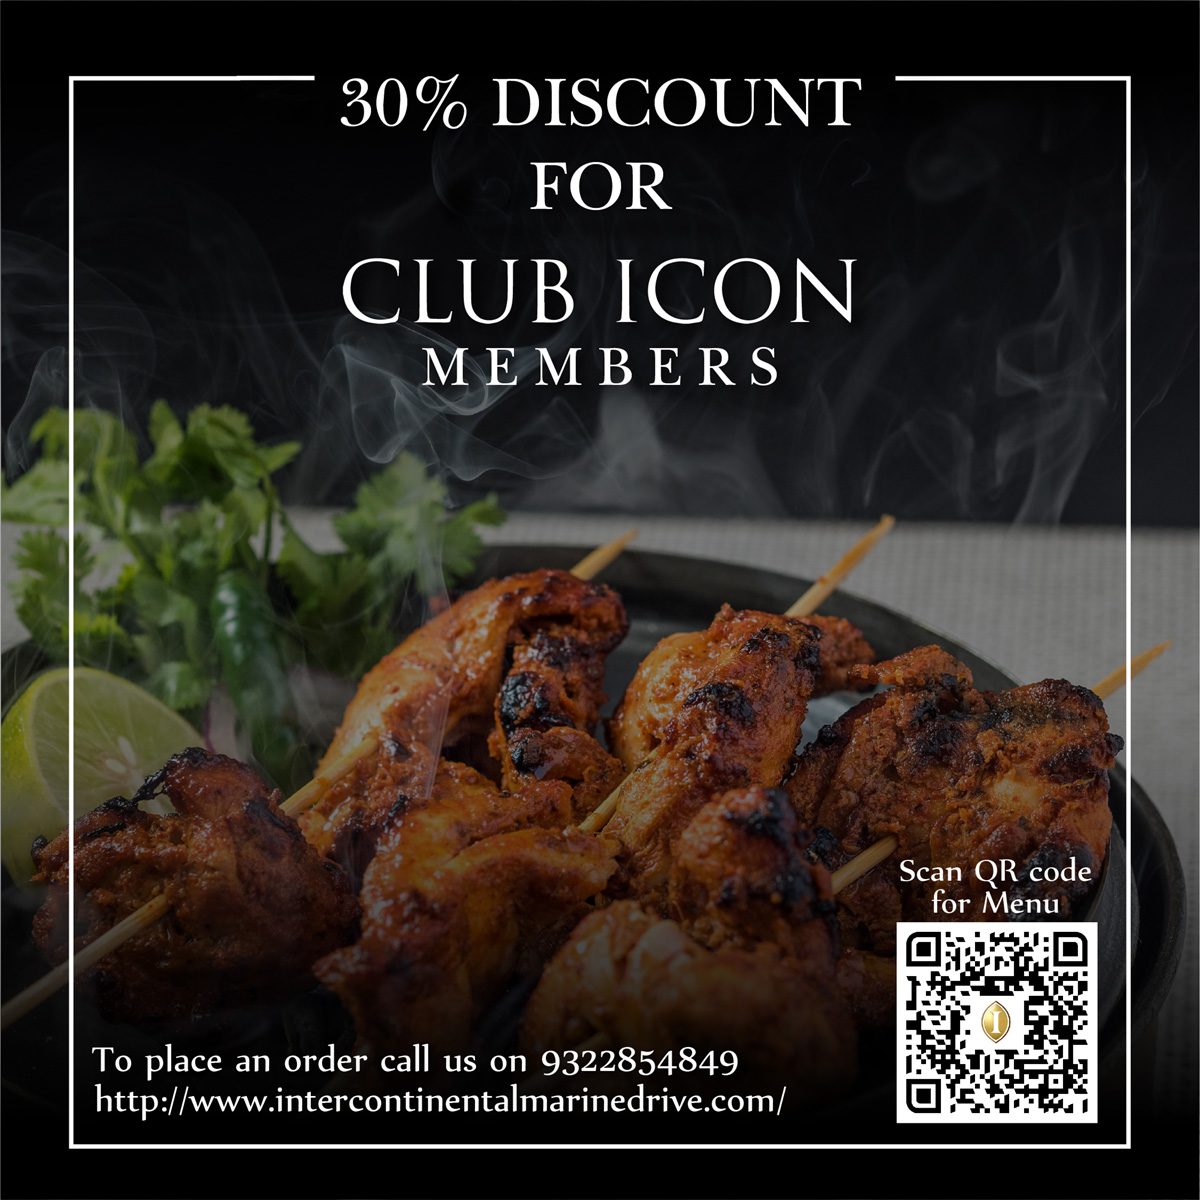 30% DISCOUNT
FOR
CLUB ICON
MEMBERS
Scan QR code
for Menu
I
To place an order call us on 9322854849
http://www.intercontinentalmarinedrive.com/